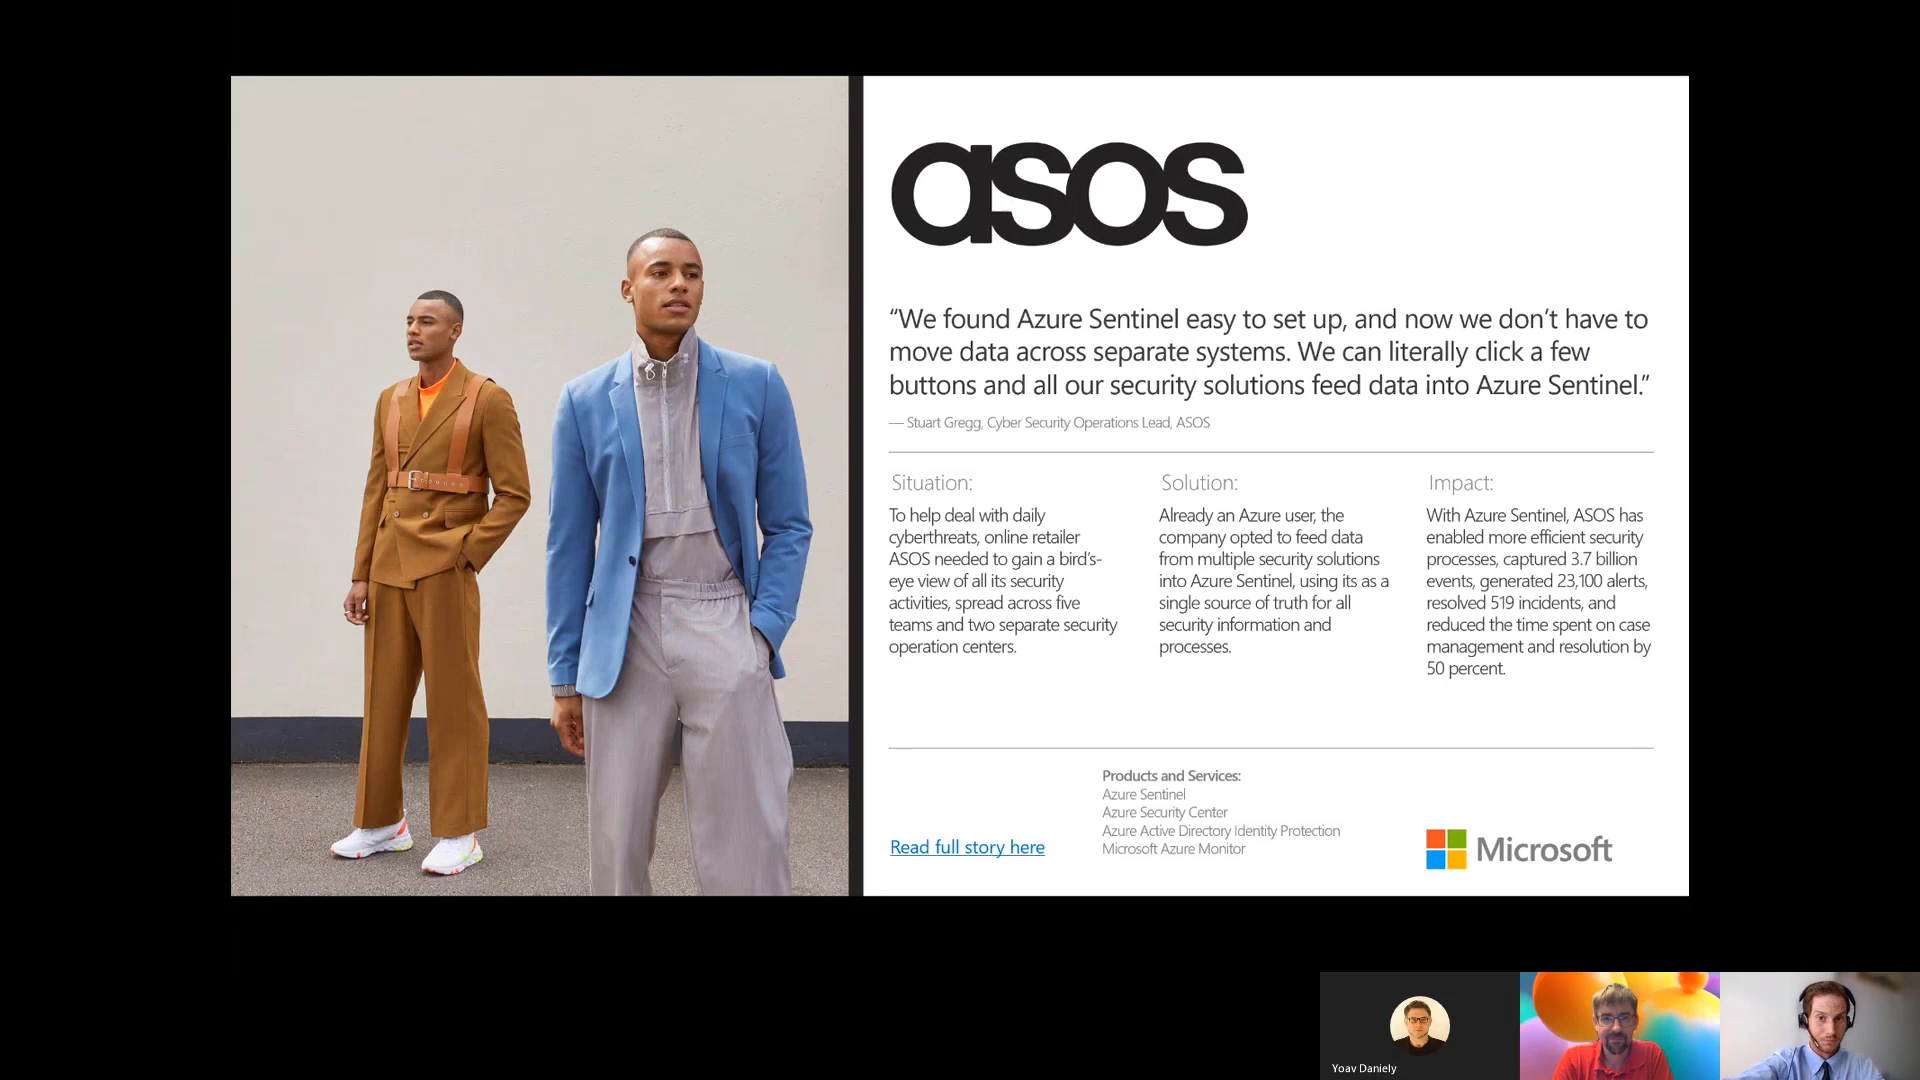 asos
“We found Azure Sentinel easy to set up, and now we don’t have to
move data across separate systems. We can literally click a few
buttons and all our security solutions feed data into Azure Sentinel.”
— Stuart Gregg, Cyber Security Operations Lead, ASOS
Situation:
To help deal with daily
cyberthreats, online retailer
ASOS needed to gain a bird’s-
eye view of all its security
activities, spread across five
teams and two separate security
operation centers.
Solution:
Already an Azure user, the
company opted to feed data
from multiple security solutions
into Azure Sentinel, using its as a
single source of truth for all
security information and
processes.
Impact:
With Azure Sentinel, ASOS has
enabled more efficient security
processes, captured 3.7 billion
events, generated 23,100 alerts,
resolved 519 incidents, and
reduced the time spent on case
management and resolution by
50 percent.
Read full story here
Products and Services:
Azure Sentinel
Azure Security Center
Azure Active Directory Identity Protection
Microsoft Azure Monitor
Microsoft
Yoav Daniely